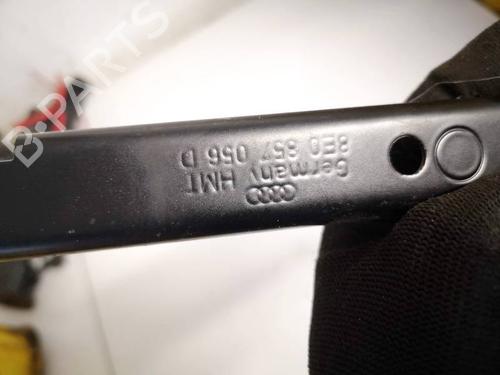 B-PARTS
8E0 857 056 D
Germany HMT